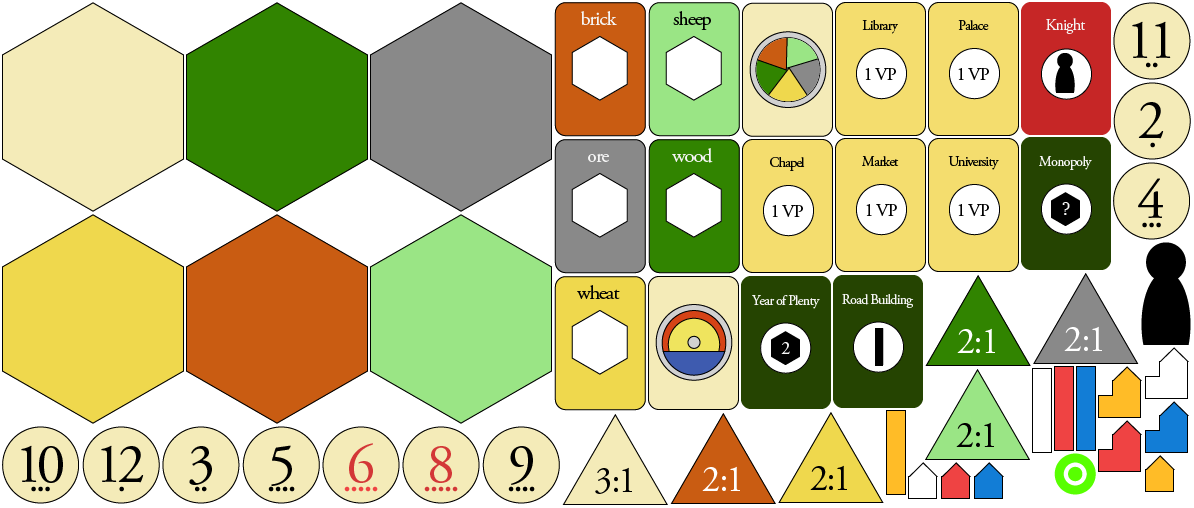 brick
sheep
Library
1 VP
Palace
1 VP
Knight
11
2
ore
wood
Chapel
1 VP
Market
1 VP
University
1 VP
Monopoly
?
4
wheat
Year of Plenty
2
Road Building
2:1
2:1
2:1
10
12
3
5
6
8
9
3:1
2:1
2:1